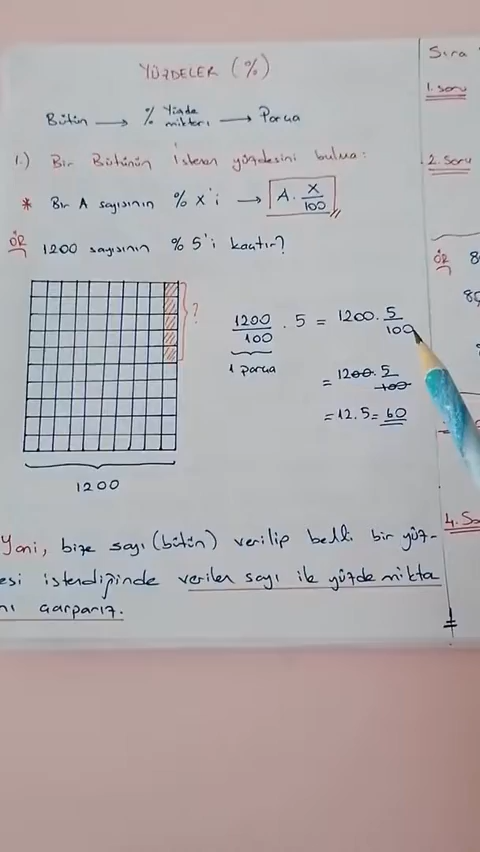 YÜZDELER (%)
Bütün → % Yüzde miktarı → Parça
1.) Bir Bütünün İstenen yüzdesini bulma:
* Bir A sayısının % x'i → A . x/100
ÖR 1200 sayısının % 5'i kaçtır?
?
1200/100 . 5 = 1200 . 5/100
1 parça
= 1200 . 5/100
= 12.5 = 60
1200
Yani, bize sayı (bütün) verilip belli bir yüz-
esi istendiğinde verilen sayı ile yüzde mikta
nı çarparız.
Sıra
1. soru
2. Soru
ÖR 8
4. So